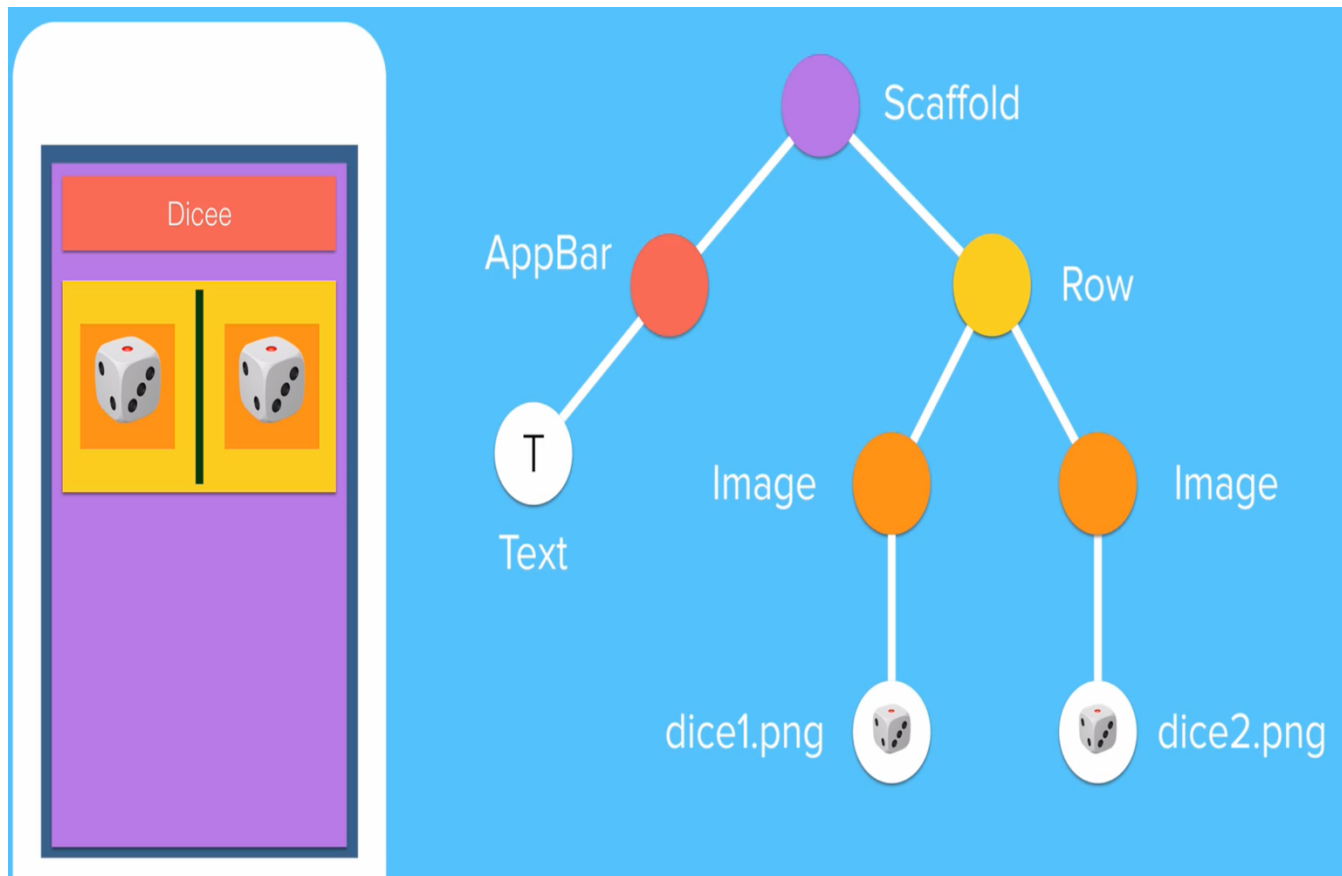 Dicee
Scaffold
AppBar
Row
T
Text
Image
Image
dice1.png
dice2.png